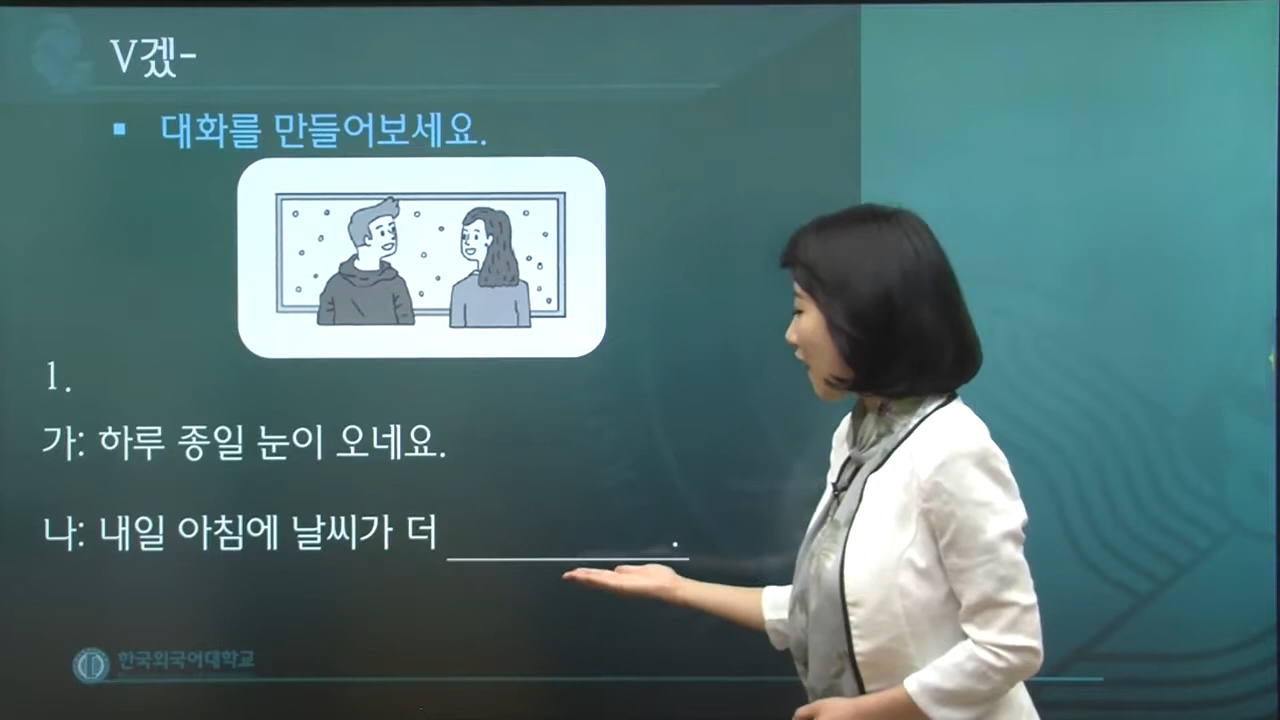 V겠-
대화를 만들어보세요.
1.
가: 하루 종일 눈이 오네요.
나: 내일 아침에 날씨가 더 ____________.
한국외국어대학교